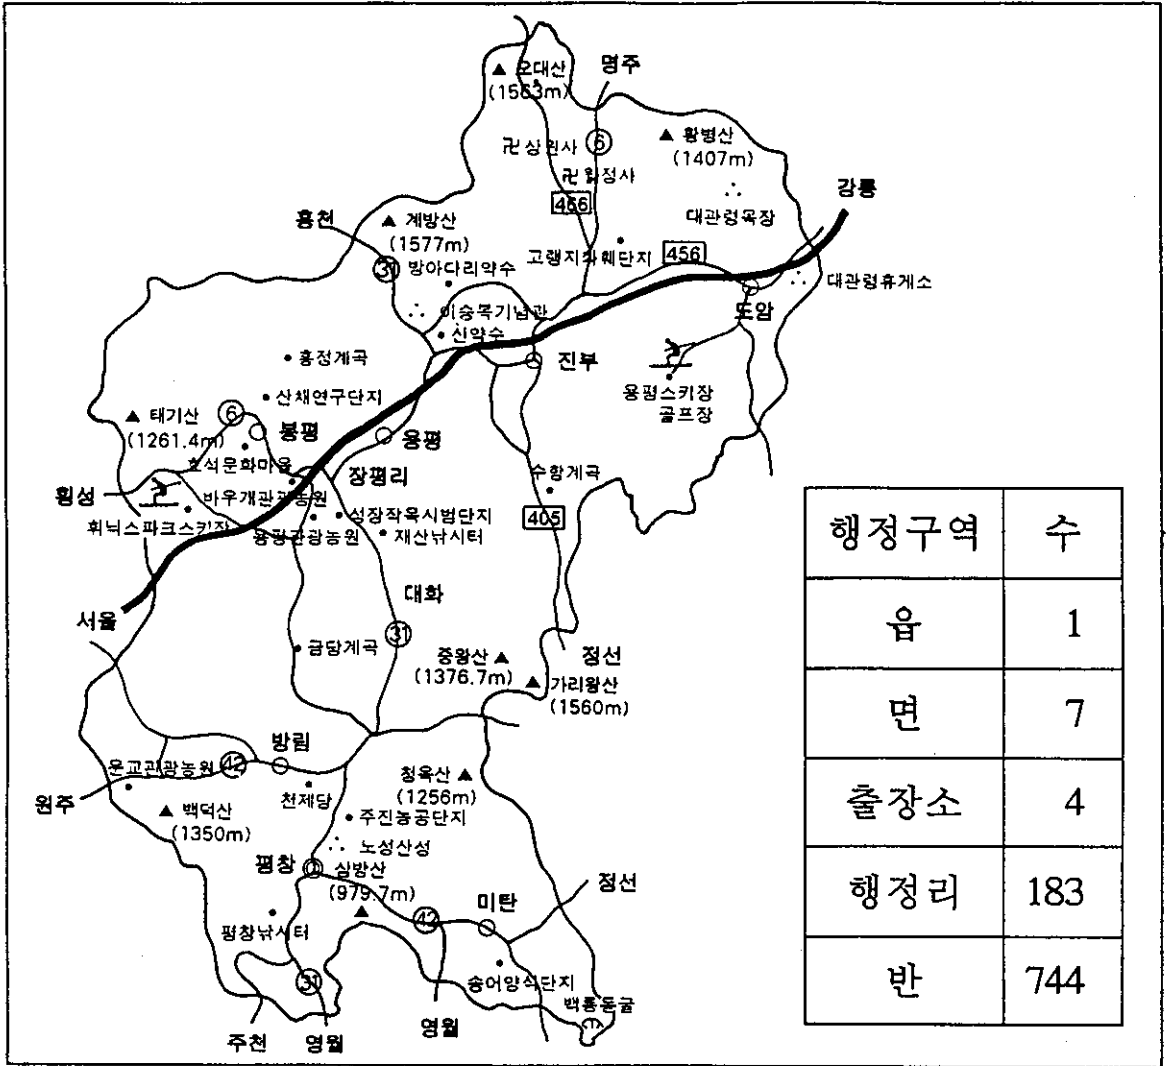 ▲ 오대산
(1563m)
명주
卍상원사
6
▲ 황병산
(1407m)
卍월정사
466
대관령목장
강릉
홍천
▲ 계방산
(1577m)
31
방아다리약수
고랭지화훼단지
456
대관령휴게소
이승복기념관
신약수
도암
진부
흥정계곡
산채연구단지
용평스키장
골프장
▲ 태기산
(1261.4m)
6
봉평
용평
효석문화마을
장평리
수항계곡
횡성
바우개관광농원
휘닉스파크스키장
성장작목시범단지
405
용평관광농원
재산낚시터
서울
대화
31
금당계곡
중왕산 ▲
(1376.7m)
정선
▲ 가리왕산
(1560m)
방림
운교관광농원
42
원주
천제당
청옥산 ▲
(1256m)
▲ 백덕산
(1350m)
주진농공단지
노성산성
평창
삼방산
(979.7m)
정선
42
미탄
평창낚시터
31
송어양식단지
백룡동굴
주천
영월
영월
행정구역 수
읍 1
면 7
출장소 4
행정리 183
반 744